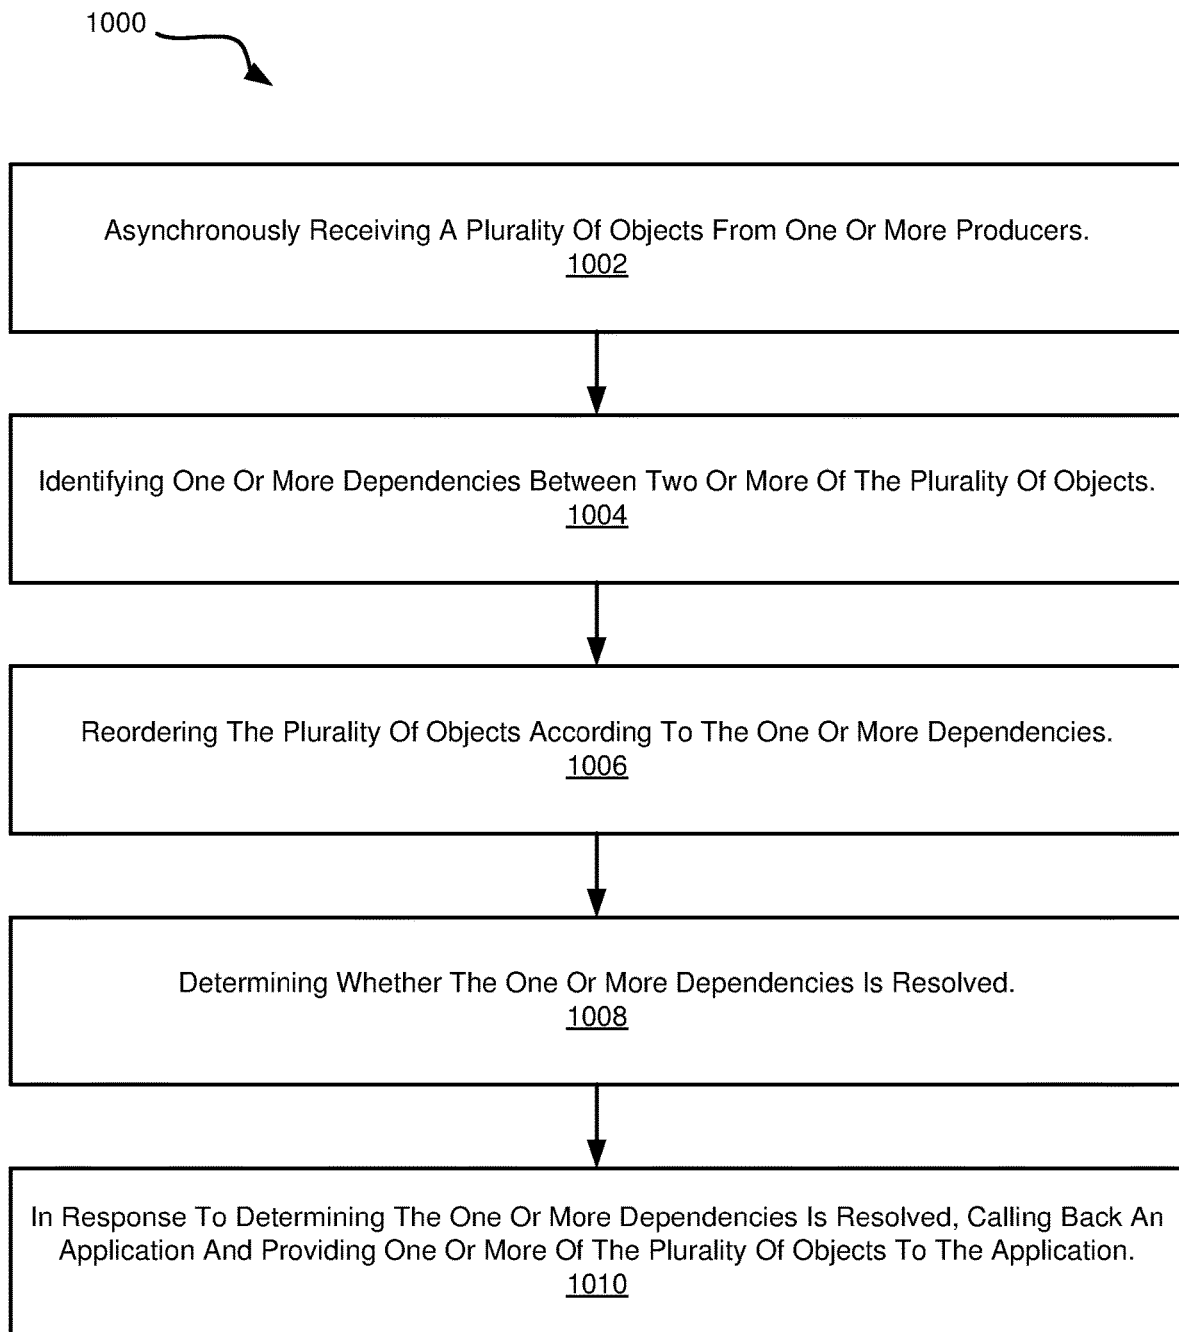 1000
Asynchronously Receiving A Plurality Of Objects From One Or More Producers.
1002
Identifying One Or More Dependencies Between Two Or More Of The Plurality Of Objects.
1004
Reordering The Plurality Of Objects According To The One Or More Dependencies.
1006
Determining Whether The One Or More Dependencies Is Resolved.
1008
In Response To Determining The One Or More Dependencies Is Resolved, Calling Back An
Application And Providing One Or More Of The Plurality Of Objects To The Application.
1010